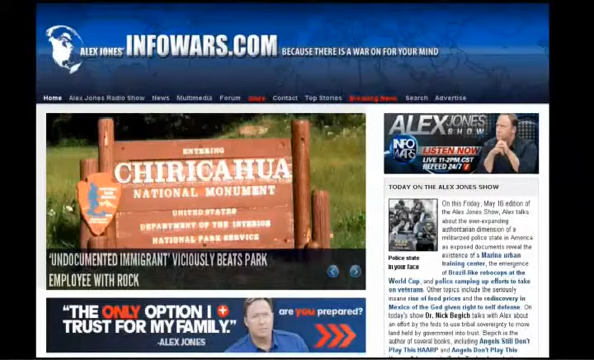 ALEX JONES' INFOWARS.COM BECAUSE THERE IS A WAR ON FOR YOUR MIND
Home Alex Jones Radio Show News Multimedia Forum Store Contact Top Stories Breaking News Search Advertise
ENTERING
CHIRICAHUA
NATIONAL MONUMENT
UNITED STATES
DEPARTMENT OF THE INTERIOR
NATIONAL PARK SERVICE
'UNDOCUMENTED IMMIGRANT' VICIOUSLY BEATS PARK
EMPLOYEE WITH ROCK
"THE ONLY OPTION I
TRUST FOR MY FAMILY."
-ALEX JONES
are you prepared?
ALEX JONES
SHOW
INFO
WARS
LISTEN NOW
LIVE 11-2PM CST
REFEED 24/7
TODAY ON THE ALEX JONES SHOW
Police state
in your face
On this Friday, May 16 edition of
the Alex Jones Show, Alex talks
about the ever-expanding
authoritarian dimension of a
militarized police state in America
as exposed documents reveal the
existence of a Marine urban
training center, the emergence
of Brazil-like robocops at the
World Cup, and police ramping up efforts to take
on veterans. Other topics include the seriously
insane rise of food prices and the rediscovery in
Mexico of the God given right to self defense. On
today's show Dr. Nick Begich talks with Alex about
an effort by the feds to use tribal sovereignty to move
land held by government into trust. Begich is the
author of several books, including Angels Still Don't
Play This HAARP and Angels Don't Play This